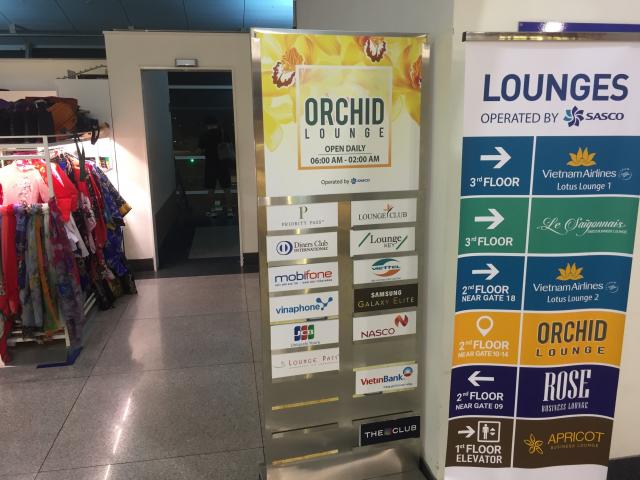 ORCHID
LOUNGE
OPEN DAILY
06:00 AM - 02:00 AM
Operated by SASCO
PRIORITY PASS
LOUNGE CLUB
Diners Club
INTERNATIONAL
Lounge
KEY
mobifone
VIETTEL
vinaphone
SAMSUNG
GALAXY ELITE
JCB
NASCO
LOUNGE PASS
VietinBank
THE CLUB
LOUNGES
OPERATED BY SASCO
3rd FLOOR
Vietnam Airlines
Lotus Lounge 1
3rd FLOOR
Le Saigonnais
BUSINESS LOUNGE
2nd FLOOR
NEAR GATE 18
Vietnam Airlines
Lotus Lounge 2
2nd FLOOR
NEAR GATE 10-14
ORCHID
LOUNGE
2nd FLOOR
NEAR GATE 09
ROSE
BUSINESS LOUNGE
1st FLOOR
ELEVATOR
APRICOT
BUSINESS LOUNGE